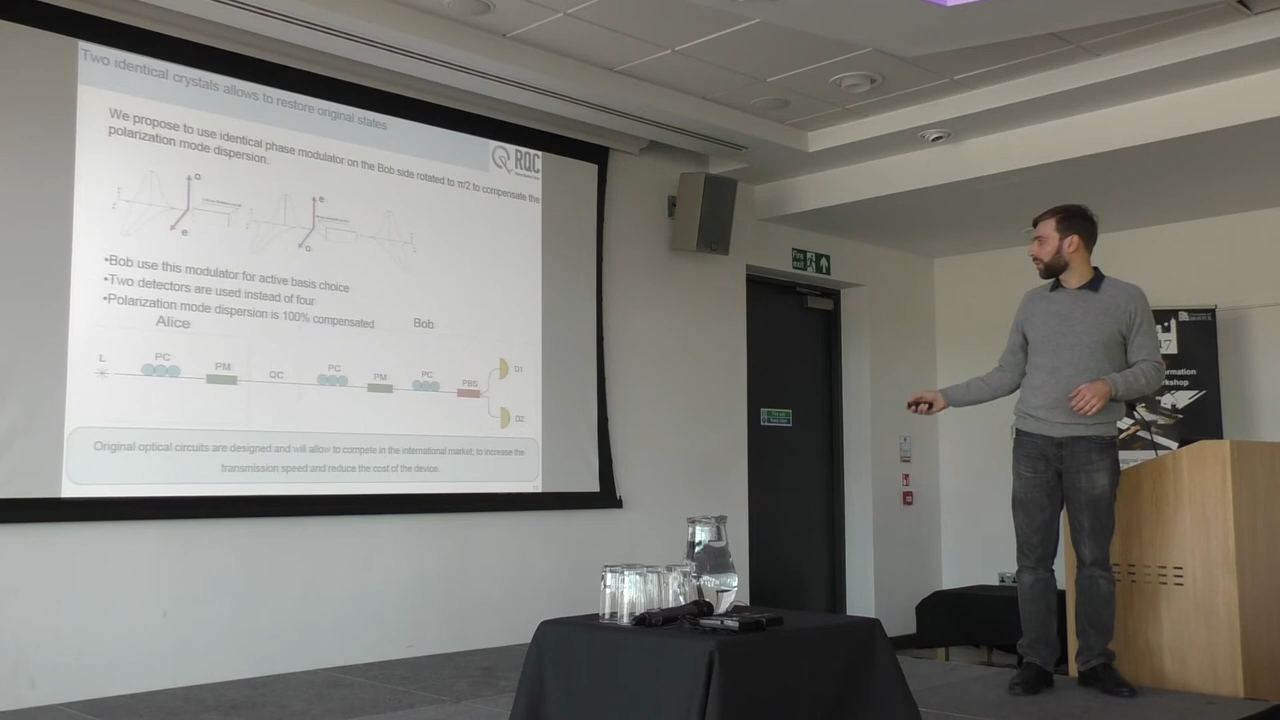 Two identical crystals allows to restore original states
RQC
We propose to use identical phase modulator on the Bob side rotated to π/2 to compensate the
polarization mode dispersion.
o
e
e
o
•Bob use this modulator for active basis choice
•Two detectors are used instead of four
•Polarization mode dispersion is 100% compensated
Alice
Bob
L
PC
PM
QC
PC
PM
PC
PBS
D1
D2
Original optical circuits are designed and will allow to compete in the international market, to increase the
transmission speed and reduce the cost of the device.
Fire
exit